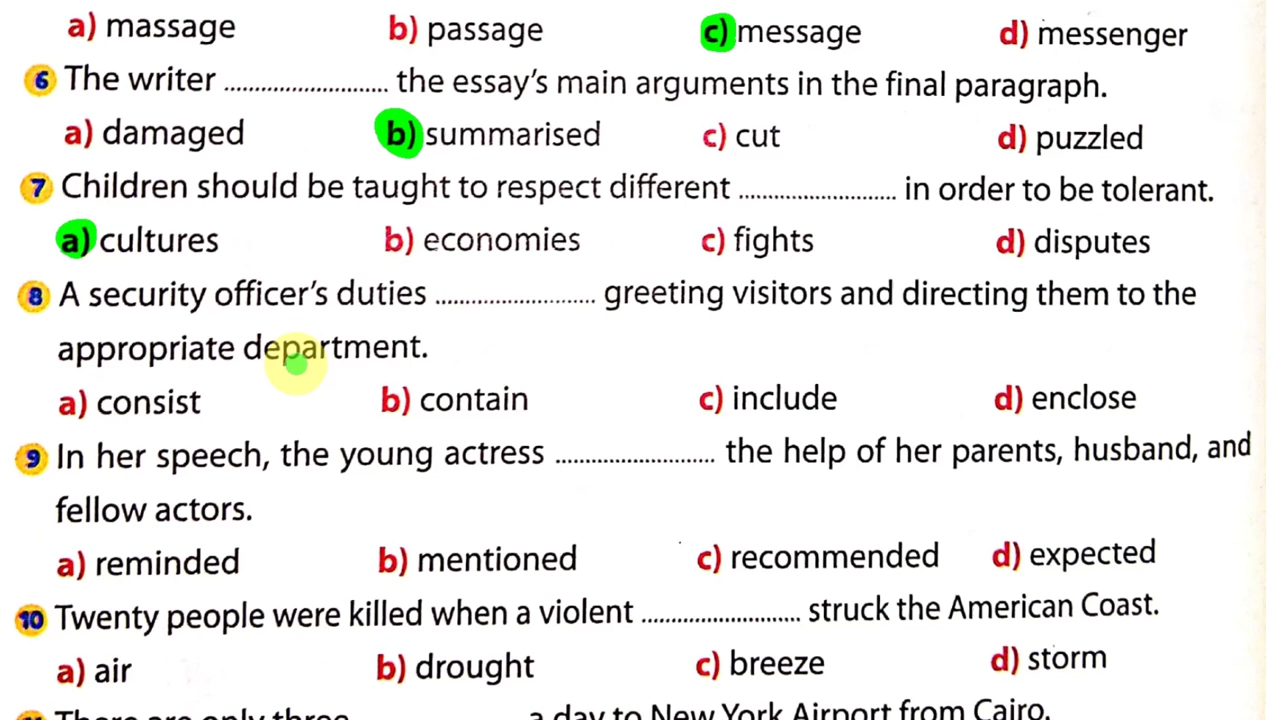 a) massage b) passage c) message d) messenger
6 The writer ........................... the essay's main arguments in the final paragraph.
a) damaged b) summarised c) cut d) puzzled
7 Children should be taught to respect different .......................... in order to be tolerant.
a) cultures b) economies c) fights d) disputes
8 A security officer's duties .......................... greeting visitors and directing them to the
appropriate department.
a) consist b) contain c) include d) enclose
9 In her speech, the young actress .......................... the help of her parents, husband, and
fellow actors.
a) reminded b) mentioned c) recommended d) expected
10 Twenty people were killed when a violent .......................... struck the American Coast.
a) air b) drought c) breeze d) storm
11 There are only three a day to New York Airport from Cairo.